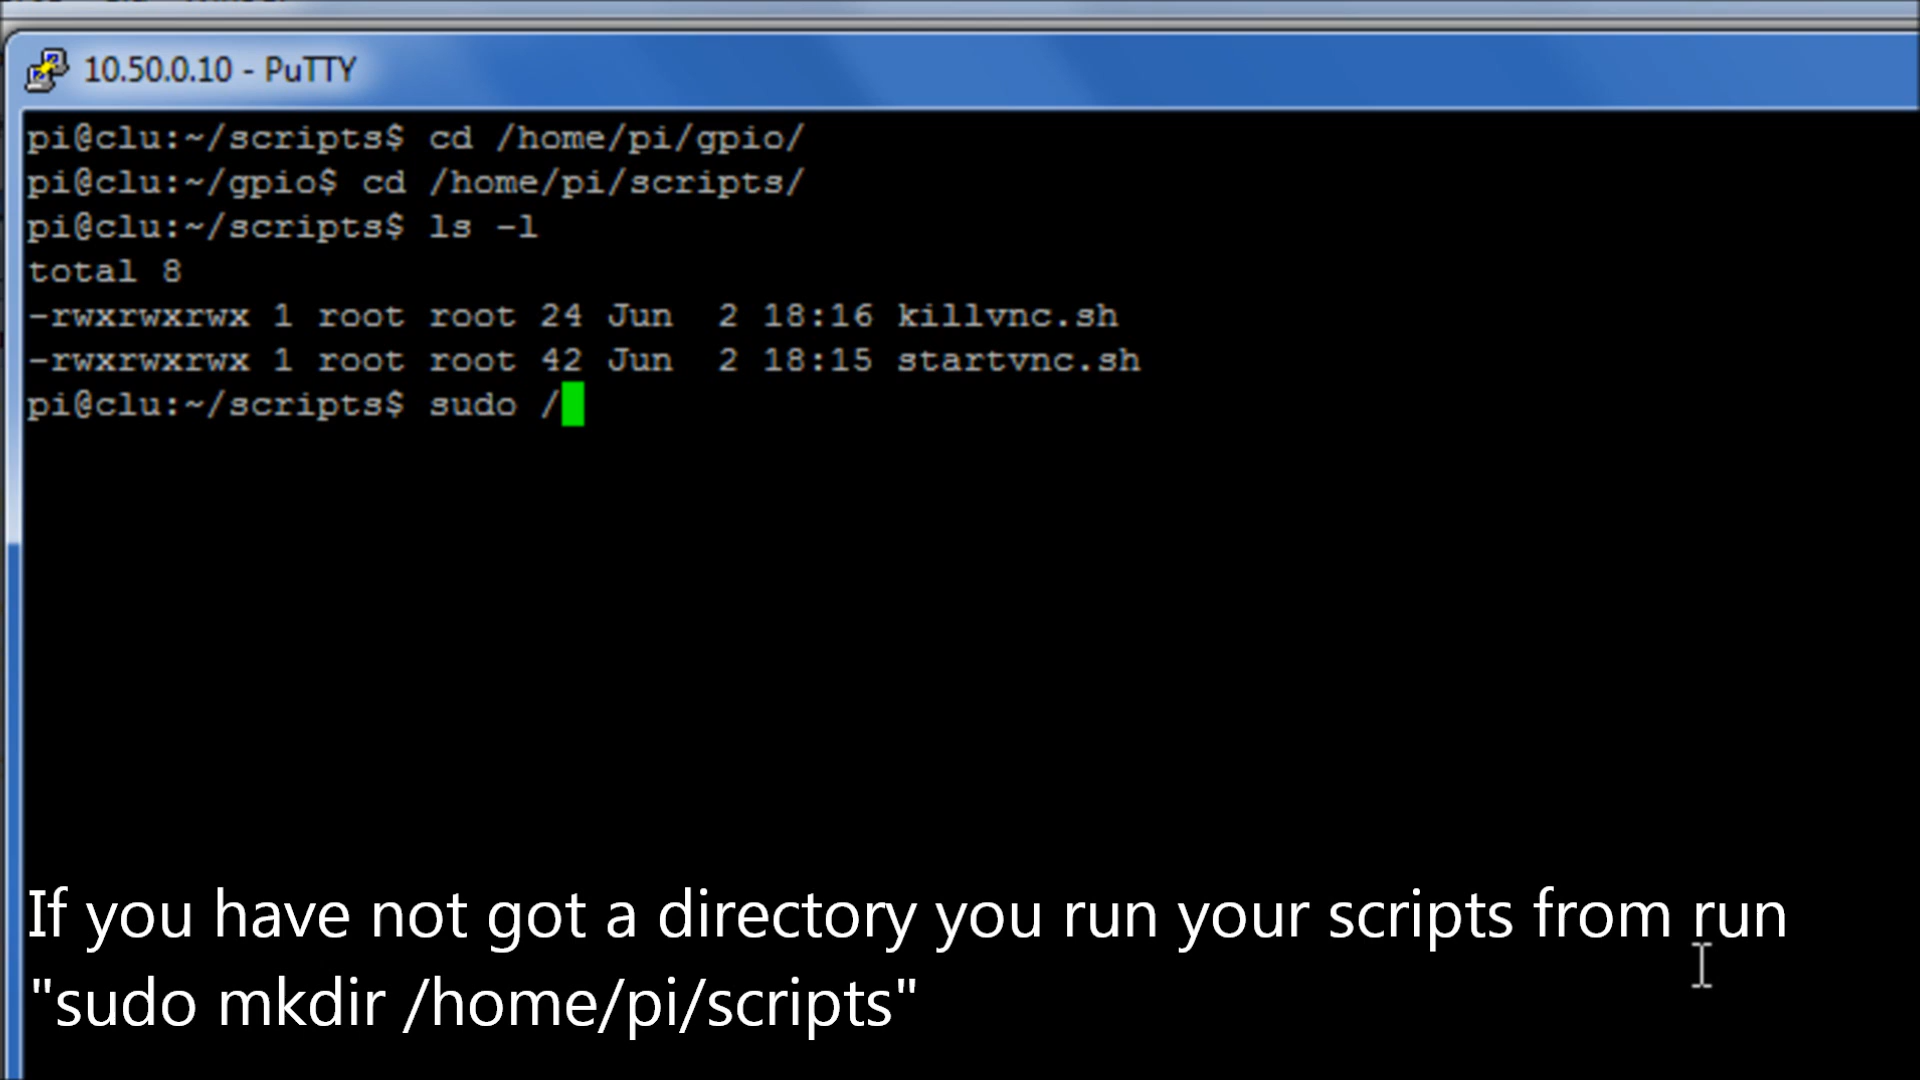 10.50.0.10 - PuTTY
pi@clu:~/scripts$ cd /home/pi/gpio/
pi@clu:~/gpio$ cd /home/pi/scripts/
pi@clu:~/scripts$ ls -l
total 8
-rwxrwxrwx 1 root root 24 Jun  2 18:16 killvnc.sh
-rwxrwxrwx 1 root root 42 Jun  2 18:15 startvnc.sh
pi@clu:~/scripts$ sudo /
If you have not got a directory you run your scripts from run
"sudo mkdir /home/pi/scripts"